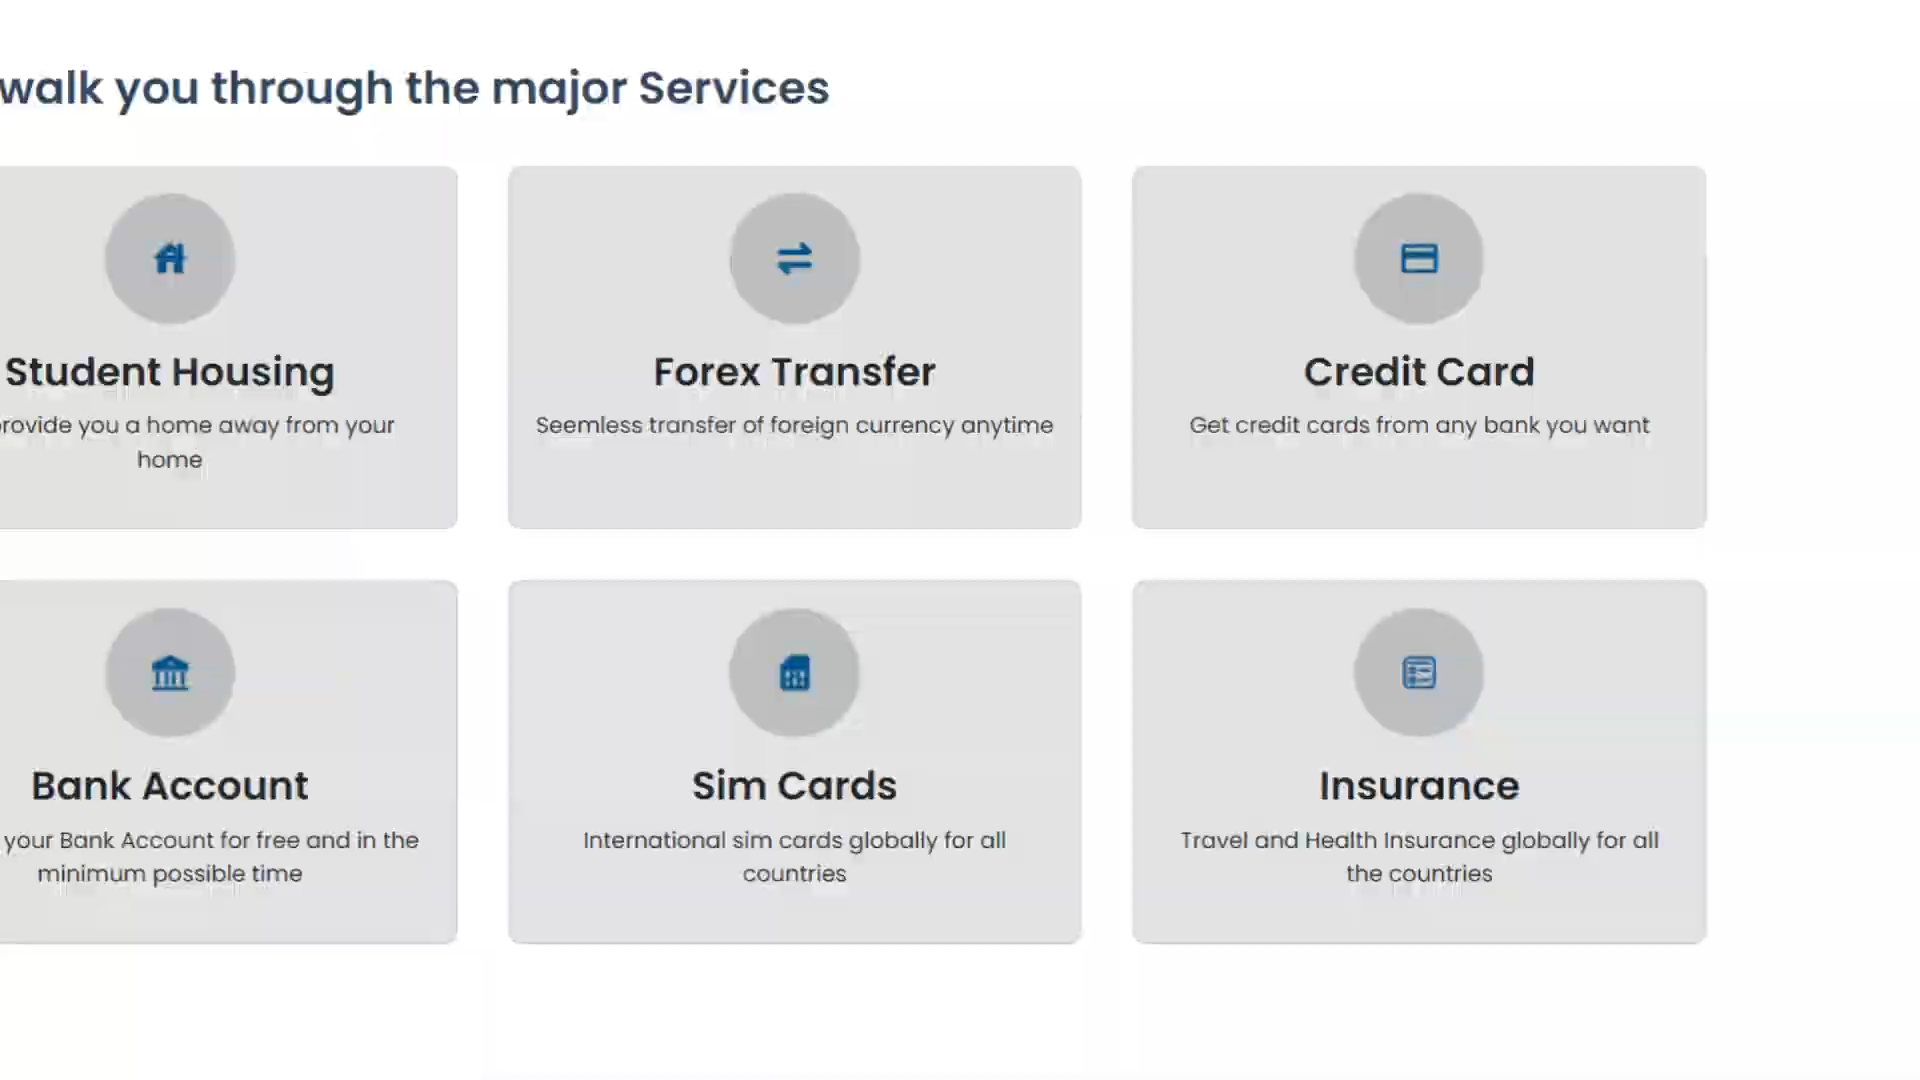 walk you through the major Services
Student Housing
provide you a home away from your
home
Forex Transfer
Seemless transfer of foreign currency anytime
Credit Card
Get credit cards from any bank you want
Bank Account
your Bank Account for free and in the
minimum possible time
Sim Cards
International sim cards globally for all
countries
Insurance
Travel and Health Insurance globally for all
the countries